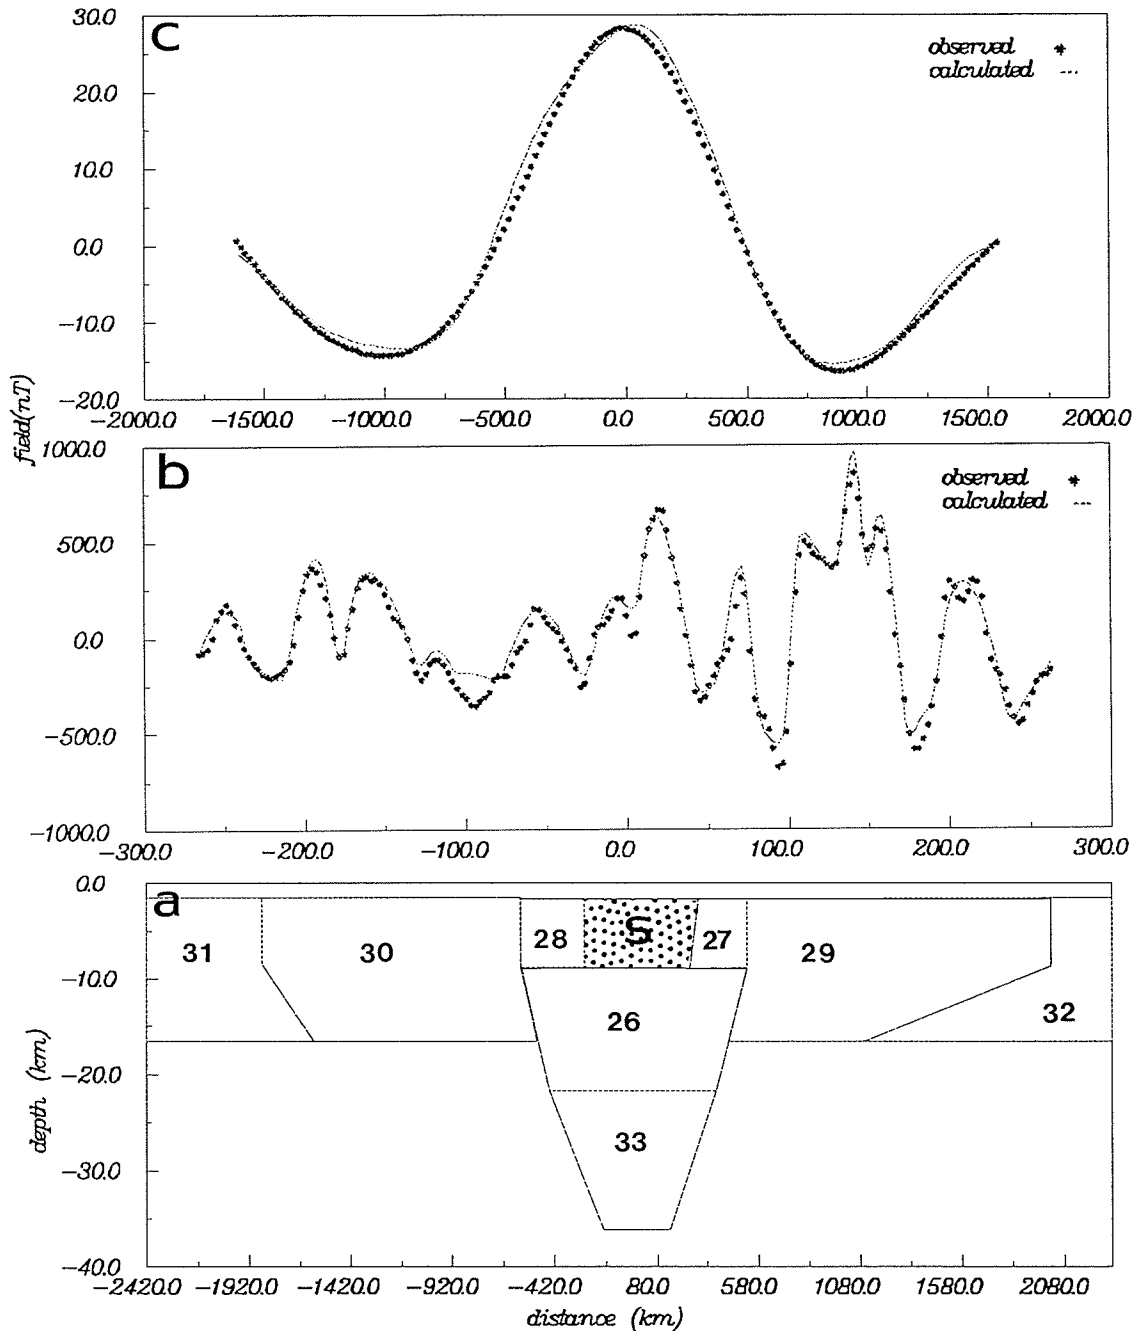 30.0
C
observed *
calculated ---
20.0
10.0
0.0
−10.0
−20.0
−2000.0 −1500.0 −1000.0 −500.0 0.0 500.0 1000.0 1500.0 2000.0
field(nT)
1000.0
b
observed *
calculated ---
500.0
0.0
−500.0
−1000.0
−300.0 −200.0 −100.0 0.0 100.0 200.0 300.0
0.0
a
31 30 28 S 27 29
−10.0
26 32
−20.0
33
−30.0
−40.0
depth (km)
−2420.0 −1920.0 −1420.0 −920.0 −420.0 80.0 580.0 1080.0 1580.0 2080.0
distance (km)